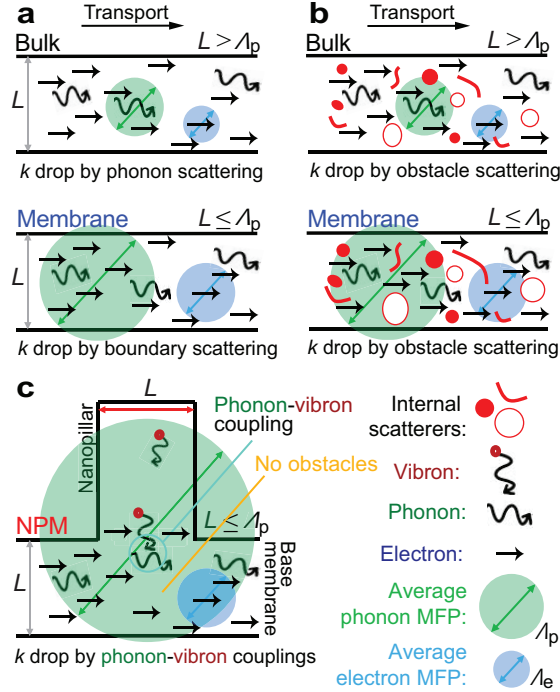 a
Transport
Bulk
L > Λp
L
k drop by phonon scattering
Membrane
L ≤ Λp
L
k drop by boundary scattering
b
Transport
Bulk
L > Λp
k drop by obstacle scattering
Membrane
L ≤ Λp
k drop by obstacle scattering
c
L
Nanopillar
Phonon-vibron
coupling
No obstacles
NPM
L ≤ Λp
L
Base
membrane
k drop by phonon-vibron couplings
Internal
scatterers:
Vibron:
Phonon:
Electron:
Average
phonon MFP:
Λp
Average
electron MFP:
Λe